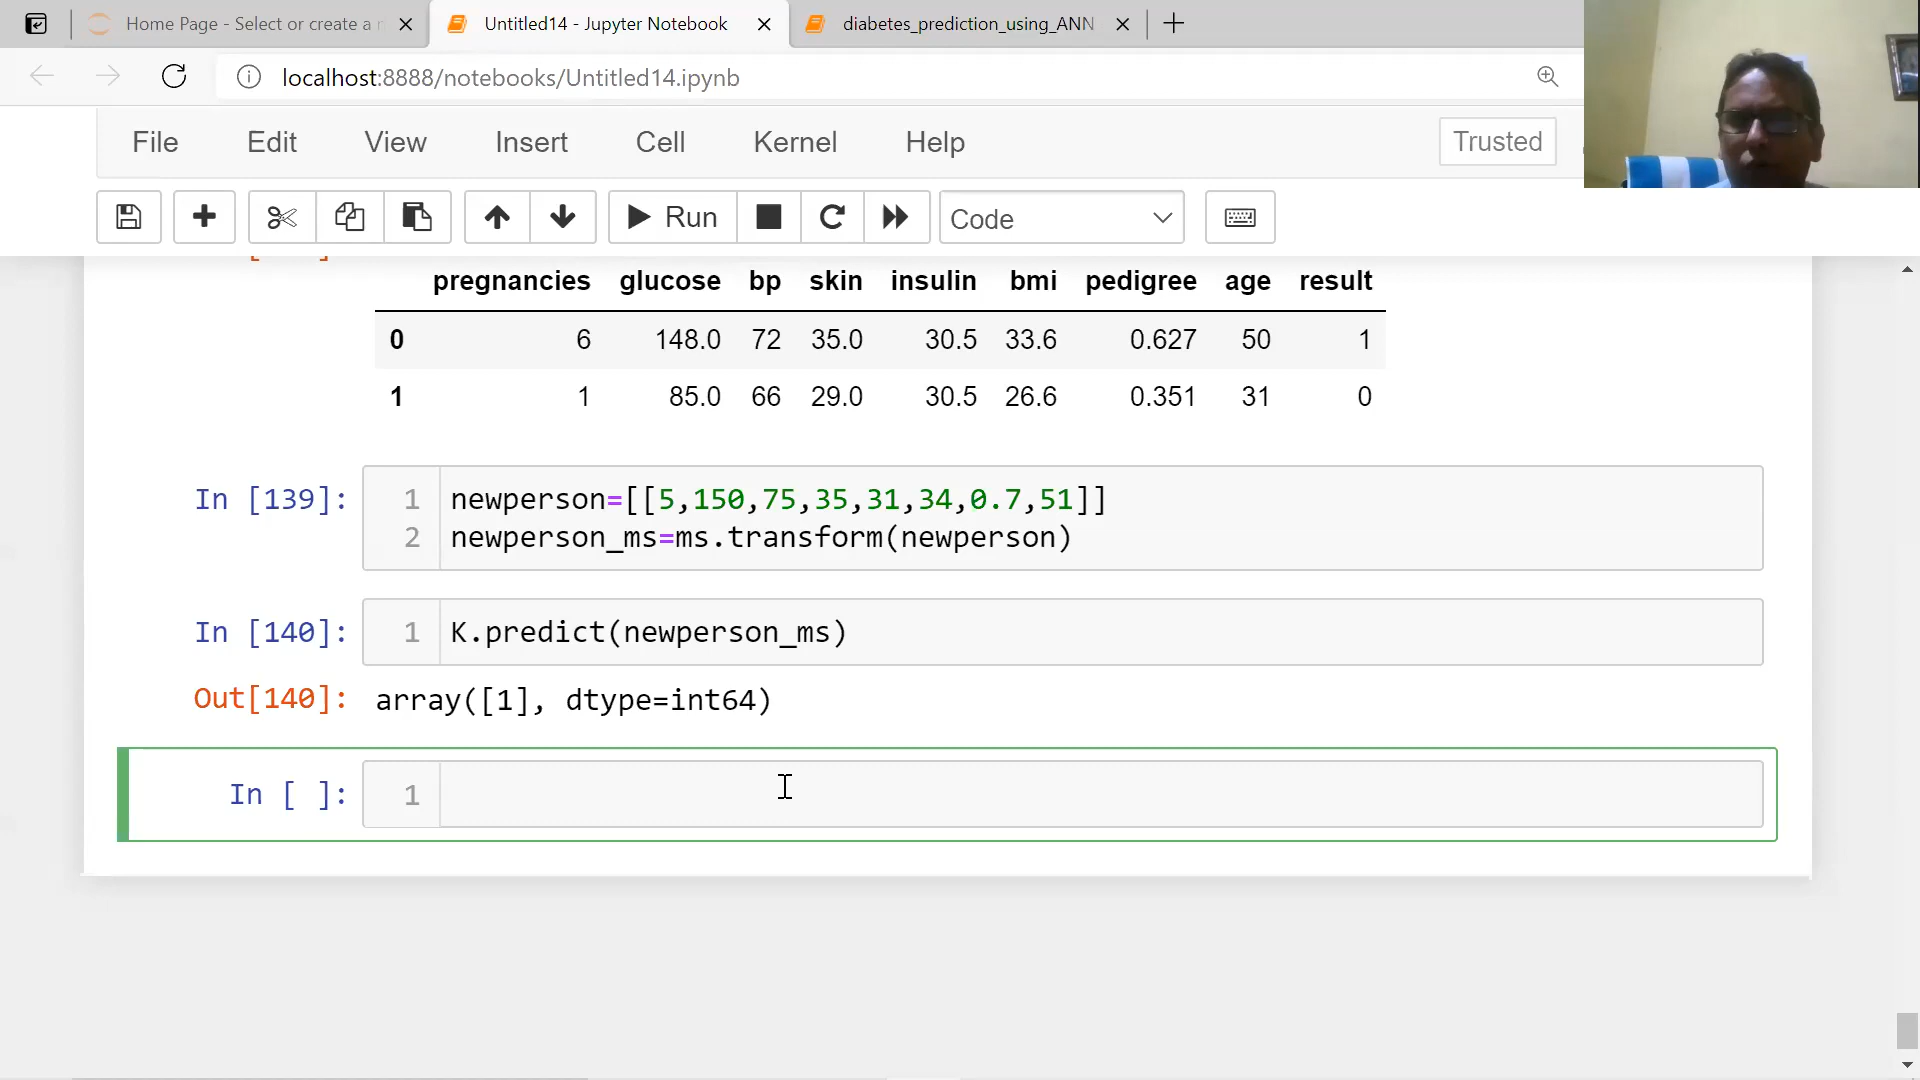 Home Page - Select or create a n
Untitled14 - Jupyter Notebook
diabetes_prediction_using_ANN
localhost:8888/notebooks/Untitled14.ipynb
File Edit View Insert Cell Kernel Help Trusted
Run Code
pregnancies glucose bp skin insulin bmi pedigree age result
0 6 148.0 72 35.0 30.5 33.6 0.627 50 1
1 1 85.0 66 29.0 30.5 26.6 0.351 31 0
In [139]: 1 newperson=[[5,150,75,35,31,34,0.7,51]]
2 newperson_ms=ms.transform(newperson)
In [140]: 1 K.predict(newperson_ms)
Out[140]: array([1], dtype=int64)
In [ ]: 1